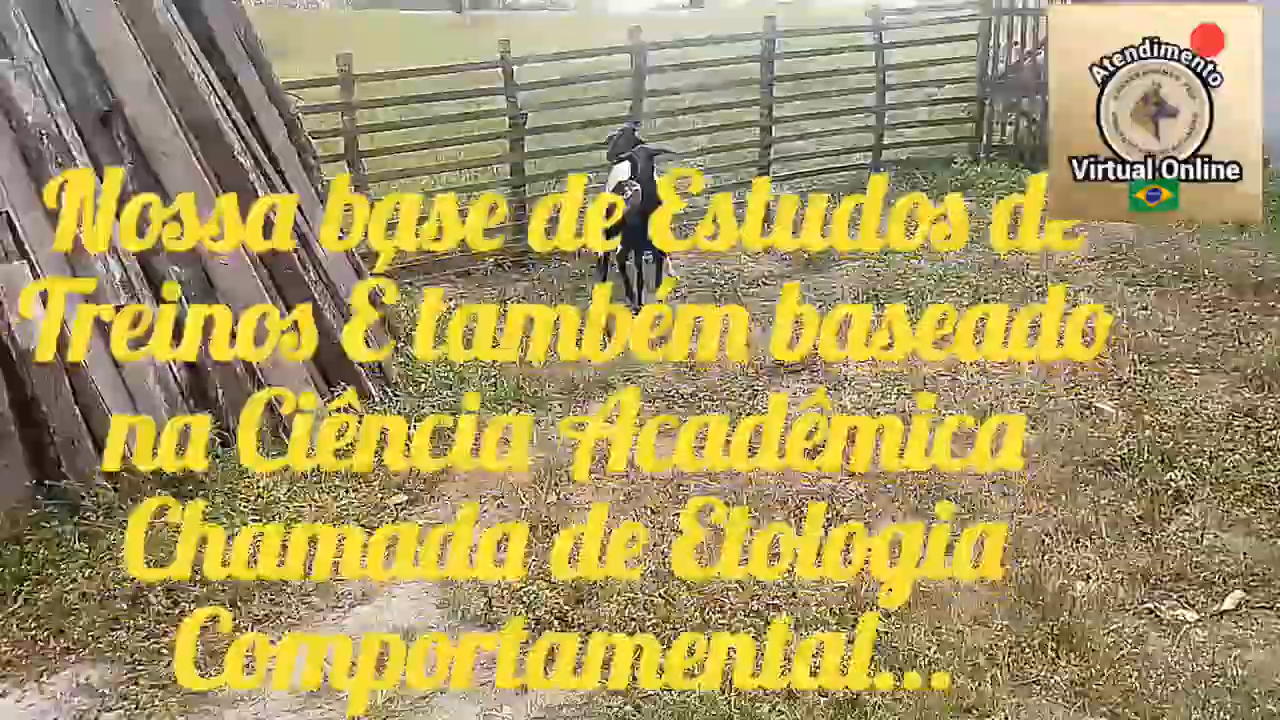 Atendimento
Virtual Online
Nossa base de Estudos de
Treinos É também baseado
na Ciência Acadêmica
Chamada de Etologia
Comportamental...